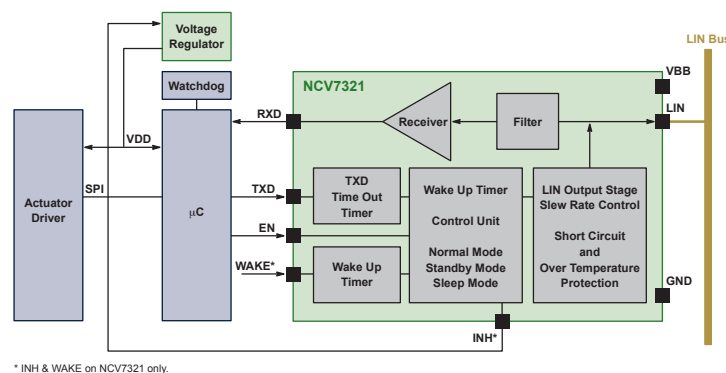 Voltage
Regulator
LIN Bus
Watchdog
NCV7321
VBB
RXD
Receiver
Filter
LIN
VDD
SPI
Actuator
Driver
µC
TXD
TXD
Time Out
Timer
Wake Up Timer
Control Unit
Normal Mode
Standby Mode
Sleep Mode
LIN Output Stage
Slew Rate Control
Short Circuit
and
Over Temperature
Protection
EN
WAKE*
Wake Up
Timer
GND
INH*
* INH & WAKE on NCV7321 only.